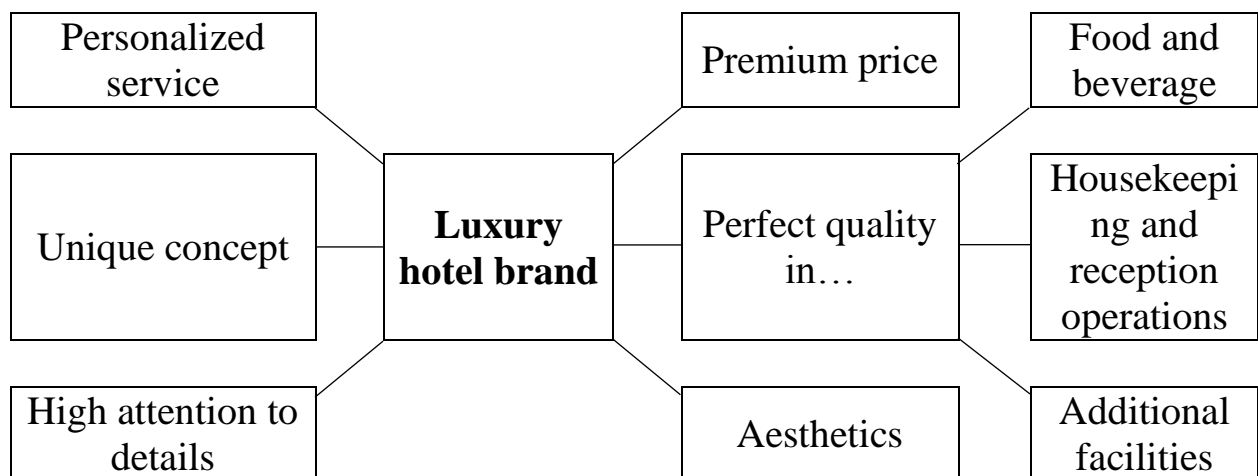 Personalized
service
Premium price
Food and
beverage
Unique concept
Luxury
hotel brand
Perfect quality
in…
Housekeepi
ng and
reception
operations
High attention to
details
Aesthetics
Additional
facilities